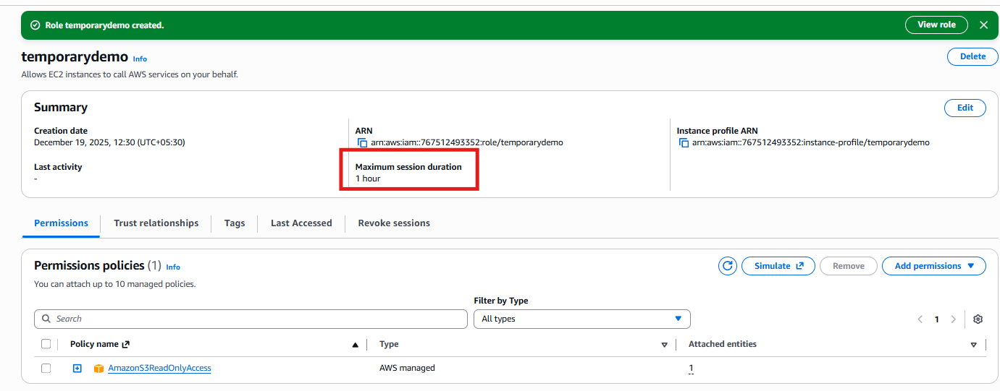 Role temporarydemo created.
View role
temporarydemo Info
Delete
Allows EC2 instances to call AWS services on your behalf.
Summary
Edit
Creation date
December 19, 2025, 12:30 (UTC+05:30)
ARN
arn:aws:iam::767512493352:role/temporarydemo
Instance profile ARN
arn:aws:iam::767512493352:instance-profile/temporarydemo
Last activity
-
Maximum session duration
1 hour
Permissions
Trust relationships
Tags
Last Accessed
Revoke sessions
Permissions policies (1) Info
You can attach up to 10 managed policies.
Simulate
Remove
Add permissions
Filter by Type
Search
All types
1
Policy name
Type
Attached entities
AmazonS3ReadOnlyAccess
AWS managed
1